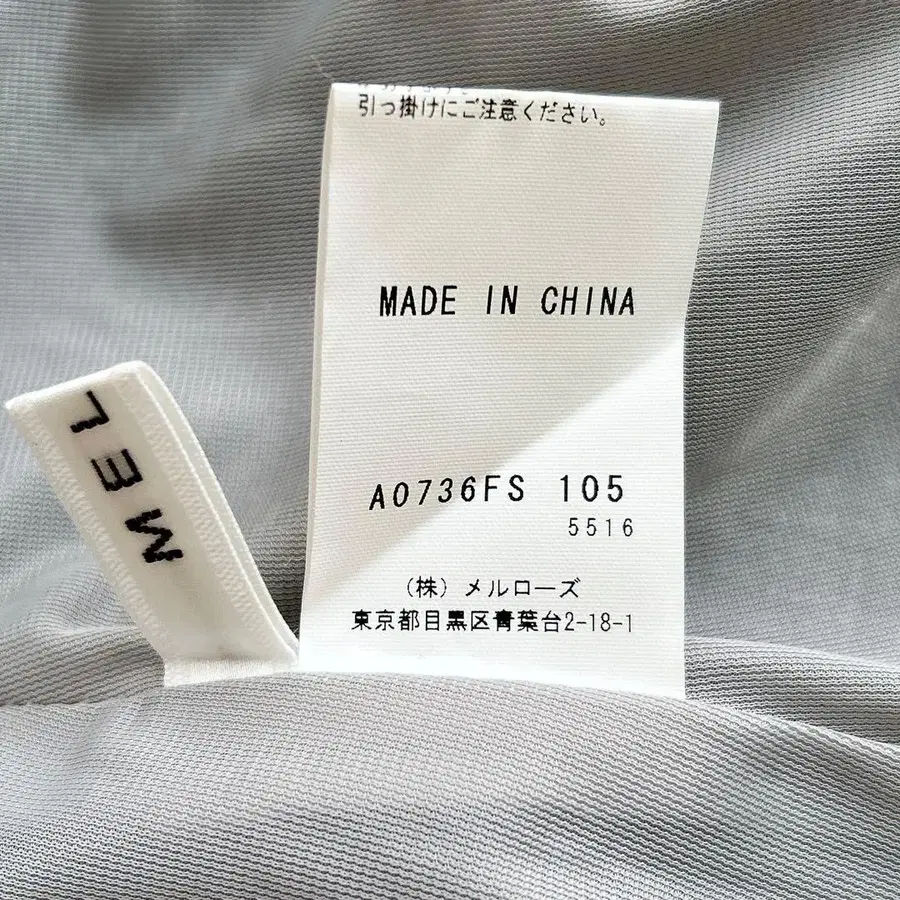 引っ掛けにご注意ください。
MADE IN CHINA
A0736FS 105
5516
(株) メルローズ
東京都目黒区青葉台2-18-1
MEL